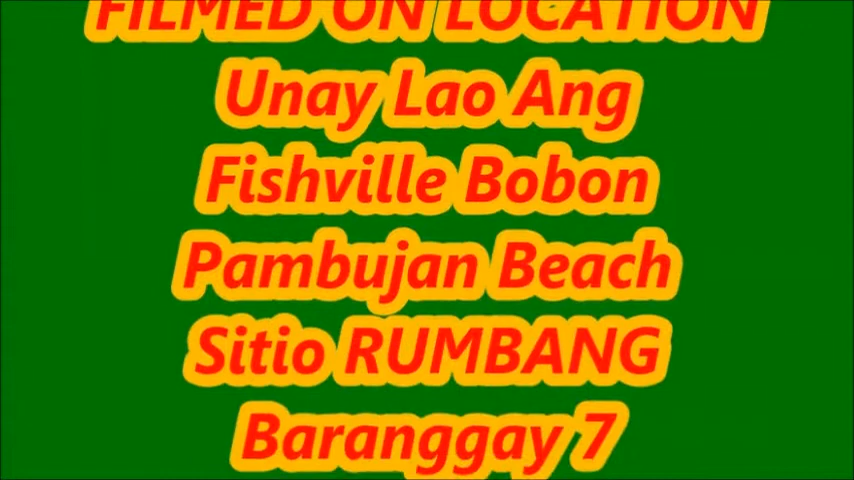 FILMED ON LOCATION
Unay Lao Ang
Fishville Bobon
Pambujan Beach
Sitio RUMBANG
Baranggay 7